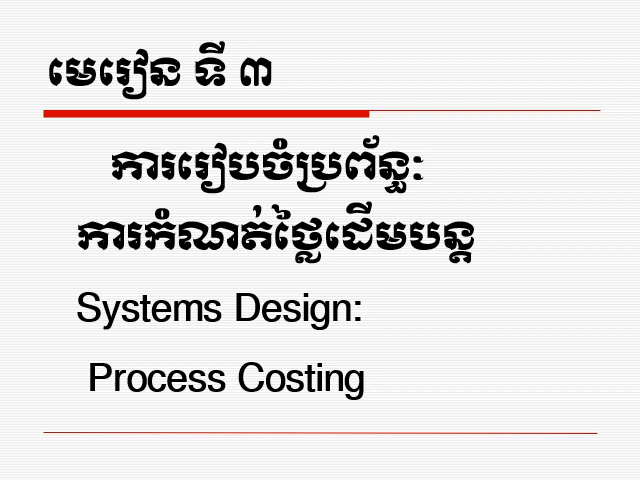 មេរៀន ទី ៣
ការរៀបចំប្រព័ន្ធៈ
ការកំណត់ថ្លៃដើមបន្ត
Systems Design:
Process Costing